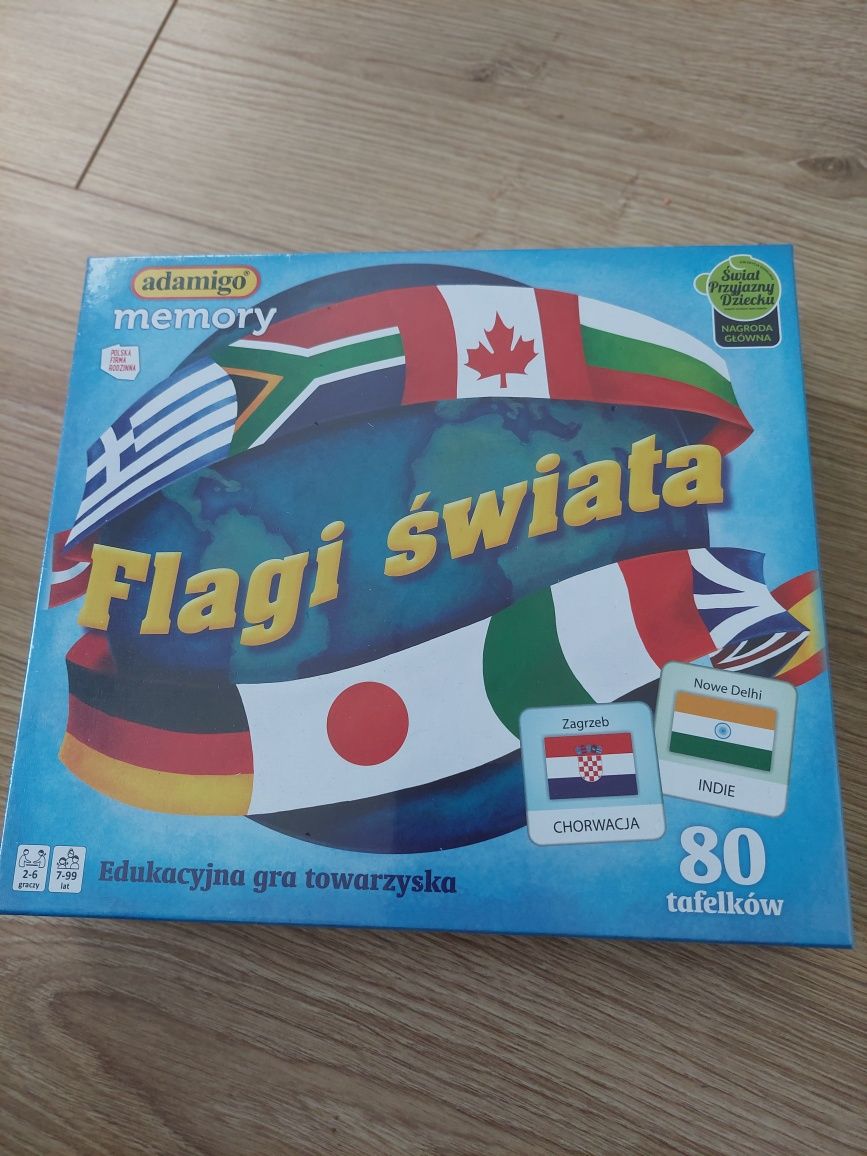 adamigo®
memory
POLSKA
FIRMA
RODZINNA
Świat
Przyjazny
Dziecku
NAGRODA
GŁÓWNA
Flagi świata
Zagrzeb
CHORWACJA
Nowe Delhi
INDIE
2-6
graczy
7-99
lat
Edukacyjna gra towarzyska
80
tafelków